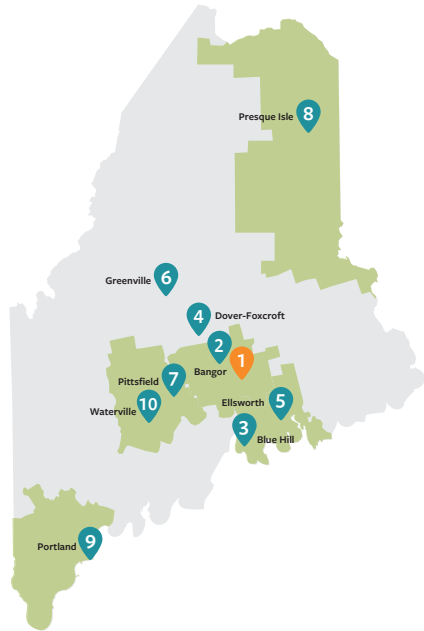 8
Presque Isle
6
Greenville
4
Dover-Foxcroft
2
1
Bangor
7
Pittsfield
5
Ellsworth
10
Waterville
3
Blue Hill
9
Portland